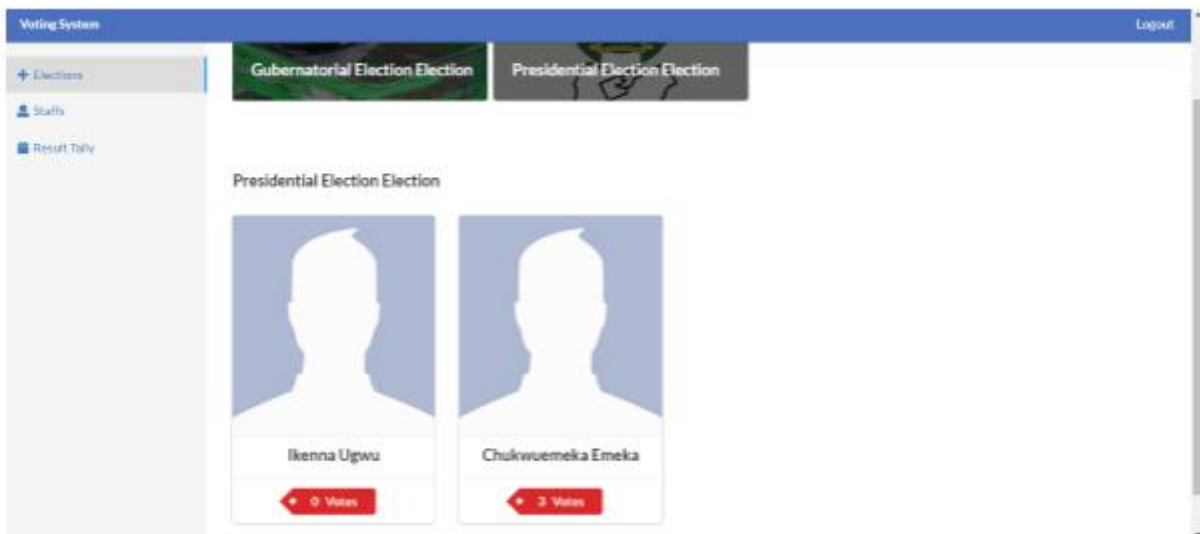 Voting System
Logout
Elections
Staffs
Result Tally
Gubernatorial Election Election
Presidential Election Election
Presidential Election Election
Ikenna Ugwu
Chukwuemeka Emeka
0 Votes
3 Votes